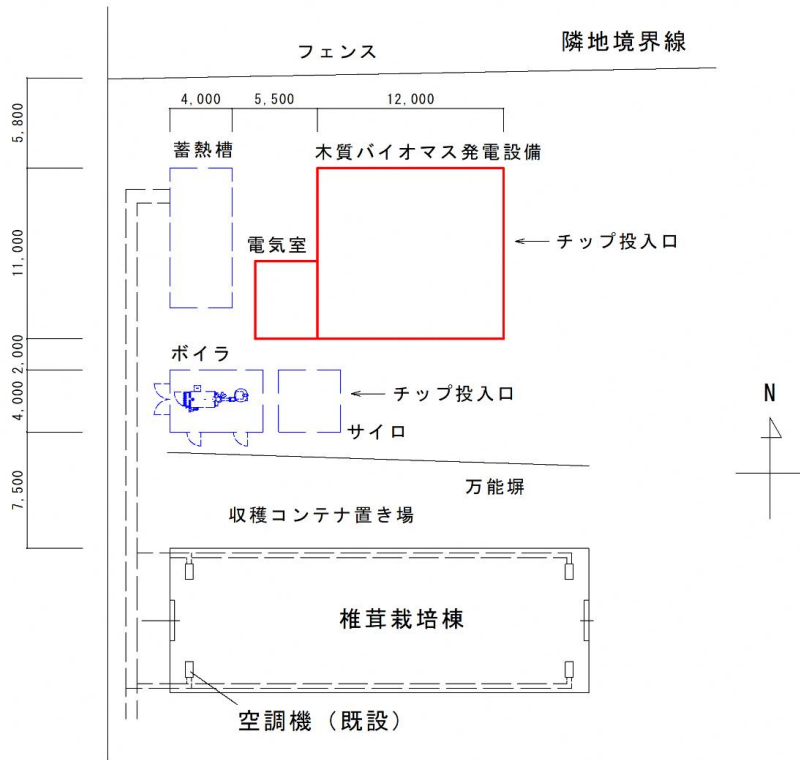 フェンス
隣地境界線
4,000
5,500
12,000
5,800
蓄熱槽
木質バイオマス発電設備
11,000
電気室
チップ投入口
2,000
ボイラ
4,000
チップ投入口
サイロ
N
7,500
万能塀
収穫コンテナ置き場
椎茸栽培棟
空調機（既設）